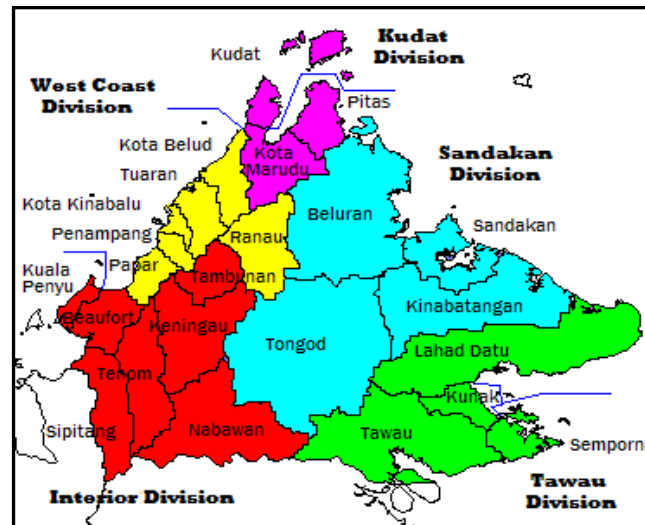 Kudat
Division
Kudat
West Coast
Division
Pitas
Kota Belud
Kota
Marudu
Sandakan
Division
Tuaran
Beluran
Kota Kinabalu
Sandakan
Penampang
Ranau
Kuala
Penyu
Papar
Tambunan
Kinabatangan
Beaufort
Keningau
Tongod
Lahad Datu
Tenom
Kunak
Sipitang
Nabawan
Tawau
Semporna
Interior Division
Tawau
Division